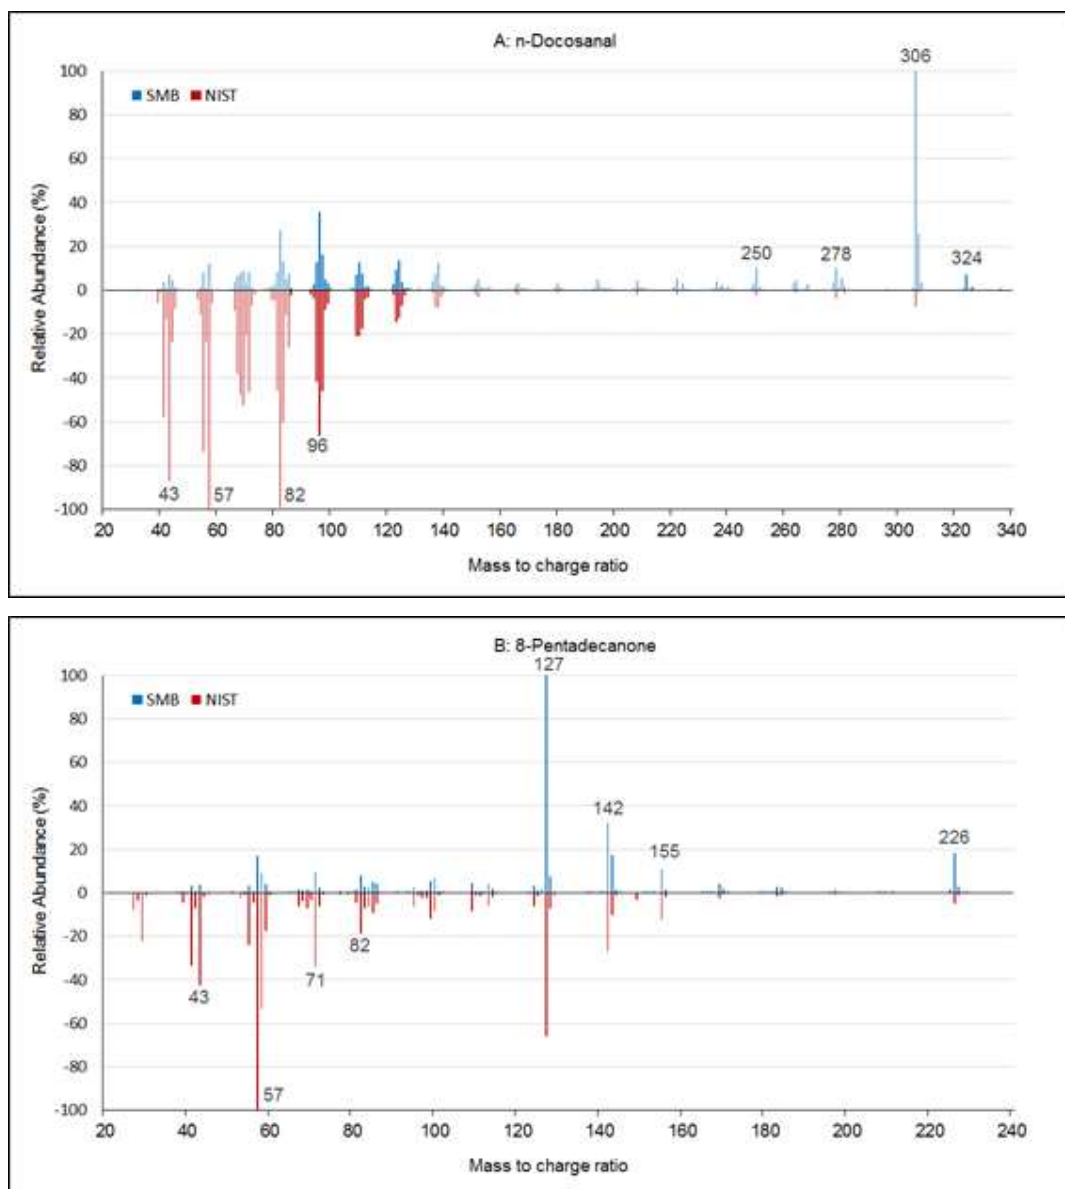 A: n-Docosanal
306
100
SMB NIST
80
60
40
20
250 278 324
0
-20
-40
-60
96
-80
43 57 82
-100
20 40 60 80 100 120 140 160 180 200 220 240 260 280 300 320 340
Relative Abundance (%)
Mass to charge ratio
B: 8-Pentadecanone
127
100
SMB NIST
80
60
40
142
20
155 226
0
-20
82
71
-40
43
-60
-80
57
-100
20 40 60 80 100 120 140 160 180 200 220 240
Relative Abundance (%)
Mass to charge ratio